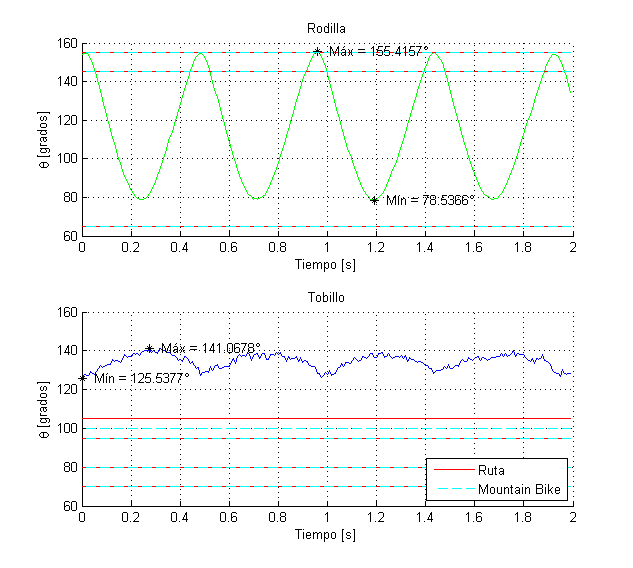 Rodilla
160
140
120
100
80
60
θ [grados]
Máx = 155.4157°
Mín = 78.5366°
0
0.2
0.4
0.6
0.8
1
1.2
1.4
1.6
1.8
2
Tiempo [s]
Tobillo
160
140
120
100
80
60
θ [grados]
Máx = 141.0678°
Mín = 125.5377°
Ruta
Mountain Bike
0
0.2
0.4
0.6
0.8
1
1.2
1.4
1.6
1.8
2
Tiempo [s]